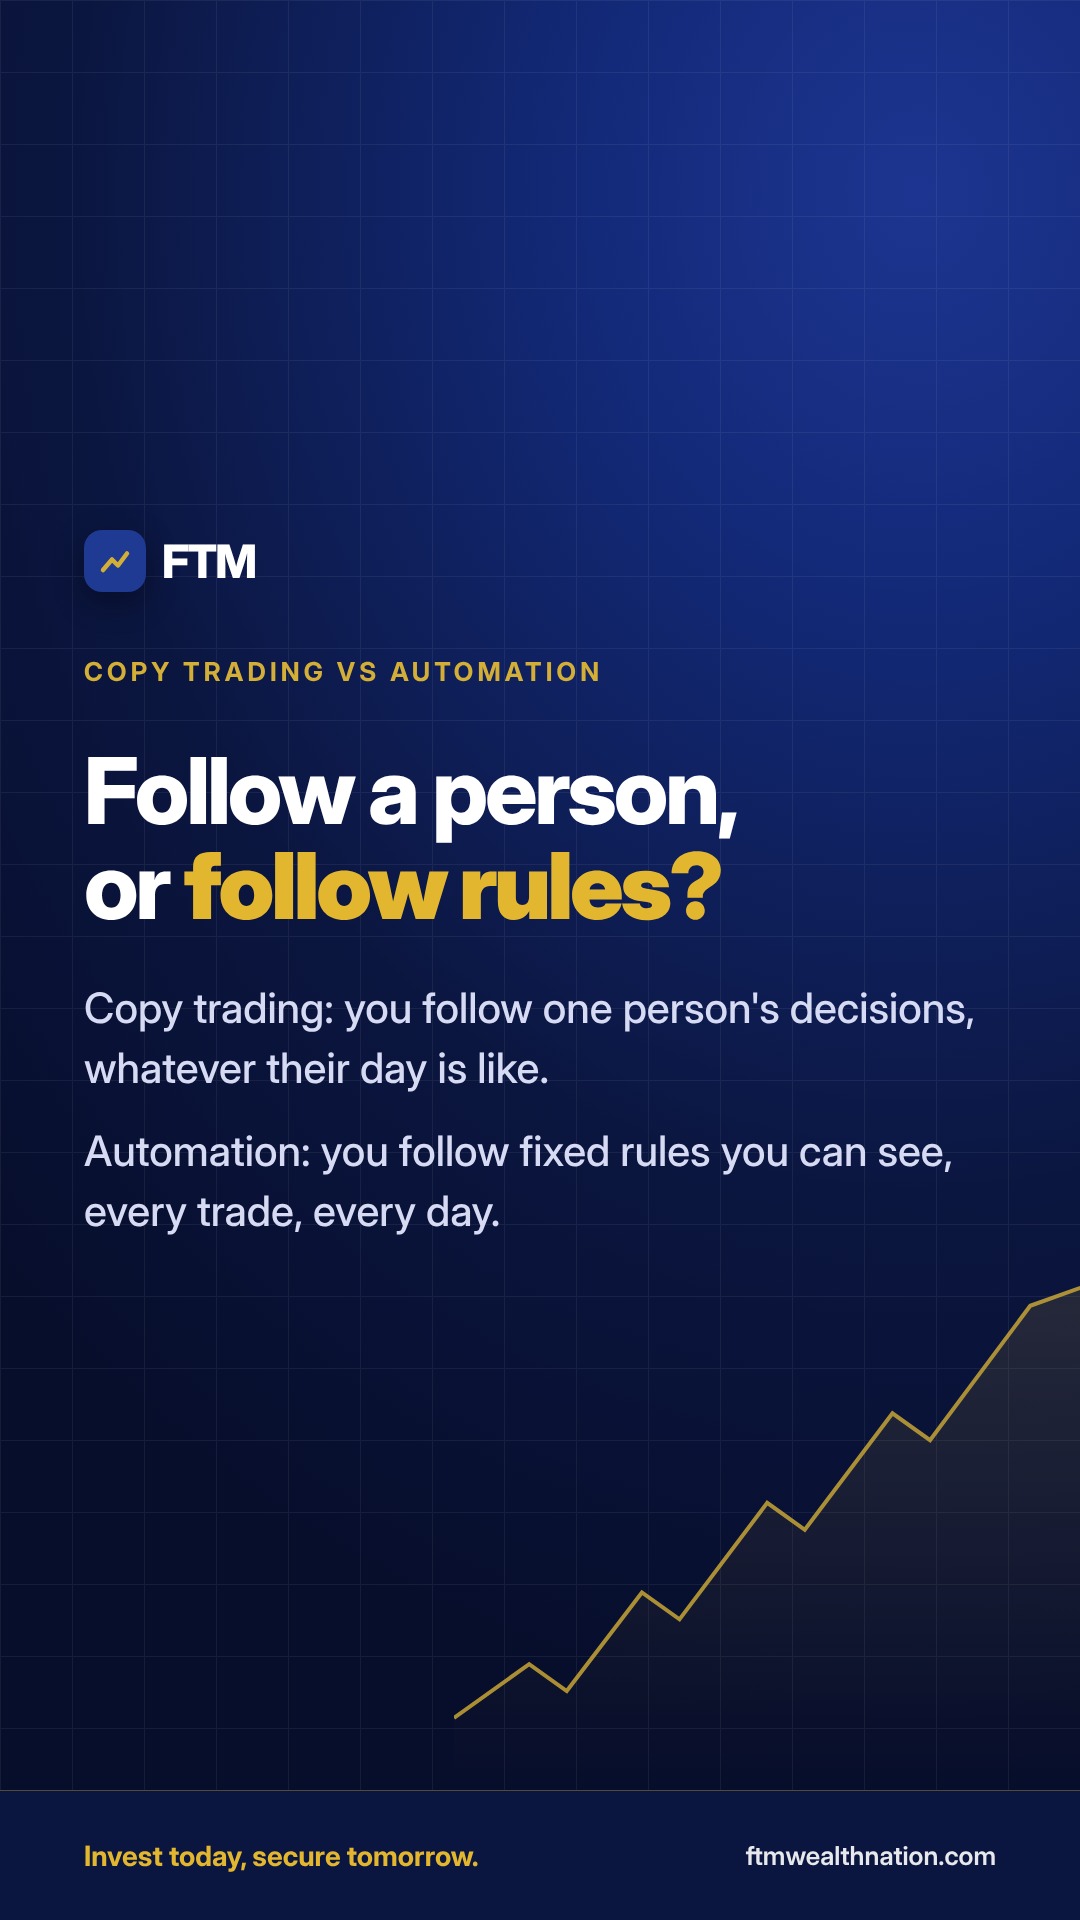 FTM
COPY TRADING VS AUTOMATION
Follow a person,
or follow rules?
Copy trading: you follow one person's decisions,
whatever their day is like.
Automation: you follow fixed rules you can see,
every trade, every day.
Invest today, secure tomorrow.
ftmwealthnation.com